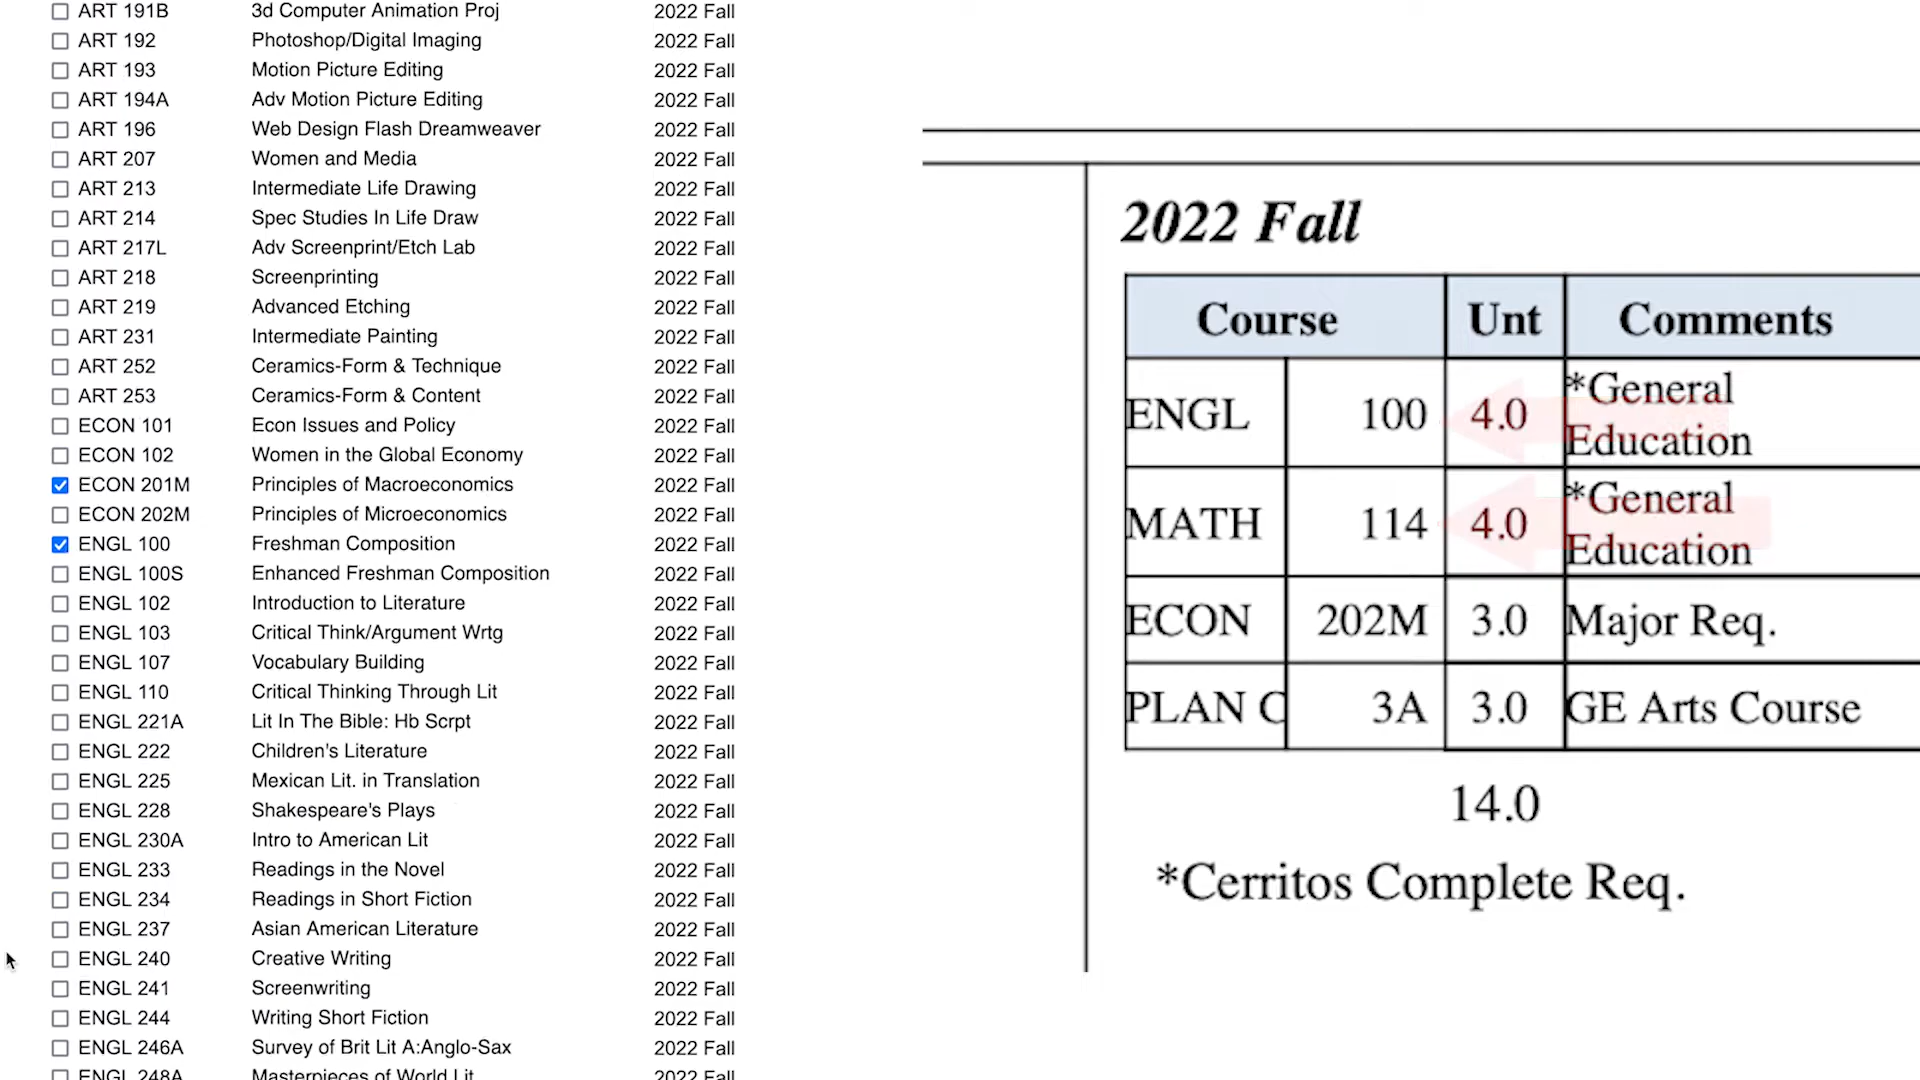 ART 191B 3d Computer Animation Proj 2022 Fall
ART 192 Photoshop/Digital Imaging 2022 Fall
ART 193 Motion Picture Editing 2022 Fall
ART 194A Adv Motion Picture Editing 2022 Fall
ART 196 Web Design Flash Dreamweaver 2022 Fall
ART 207 Women and Media 2022 Fall
ART 213 Intermediate Life Drawing 2022 Fall
ART 214 Spec Studies In Life Draw 2022 Fall
ART 217L Adv Screenprint/Etch Lab 2022 Fall
ART 218 Screenprinting 2022 Fall
ART 219 Advanced Etching 2022 Fall
ART 231 Intermediate Painting 2022 Fall
ART 252 Ceramics-Form & Technique 2022 Fall
ART 253 Ceramics-Form & Content 2022 Fall
ECON 101 Econ Issues and Policy 2022 Fall
ECON 102 Women in the Global Economy 2022 Fall
ECON 201M Principles of Macroeconomics 2022 Fall
ECON 202M Principles of Microeconomics 2022 Fall
ENGL 100 Freshman Composition 2022 Fall
ENGL 100S Enhanced Freshman Composition 2022 Fall
ENGL 102 Introduction to Literature 2022 Fall
ENGL 103 Critical Think/Argument Wrtg 2022 Fall
ENGL 107 Vocabulary Building 2022 Fall
ENGL 110 Critical Thinking Through Lit 2022 Fall
ENGL 221A Lit In The Bible: Hb Scrpt 2022 Fall
ENGL 222 Children's Literature 2022 Fall
ENGL 225 Mexican Lit. in Translation 2022 Fall
ENGL 228 Shakespeare's Plays 2022 Fall
ENGL 230A Intro to American Lit 2022 Fall
ENGL 233 Readings in the Novel 2022 Fall
ENGL 234 Readings in Short Fiction 2022 Fall
ENGL 237 Asian American Literature 2022 Fall
ENGL 240 Creative Writing 2022 Fall
ENGL 241 Screenwriting 2022 Fall
ENGL 244 Writing Short Fiction 2022 Fall
ENGL 246A Survey of Brit Lit A:Anglo-Sax 2022 Fall
ENGL 248A Masterpieces of World Lit 2022 Fall
2022 Fall
Course Unt Comments
ENGL 100 4.0 *General
Education
MATH 114 4.0 *General
Education
ECON 202M 3.0 Major Req.
PLAN C 3A 3.0 GE Arts Course
14.0
*Cerritos Complete Req.